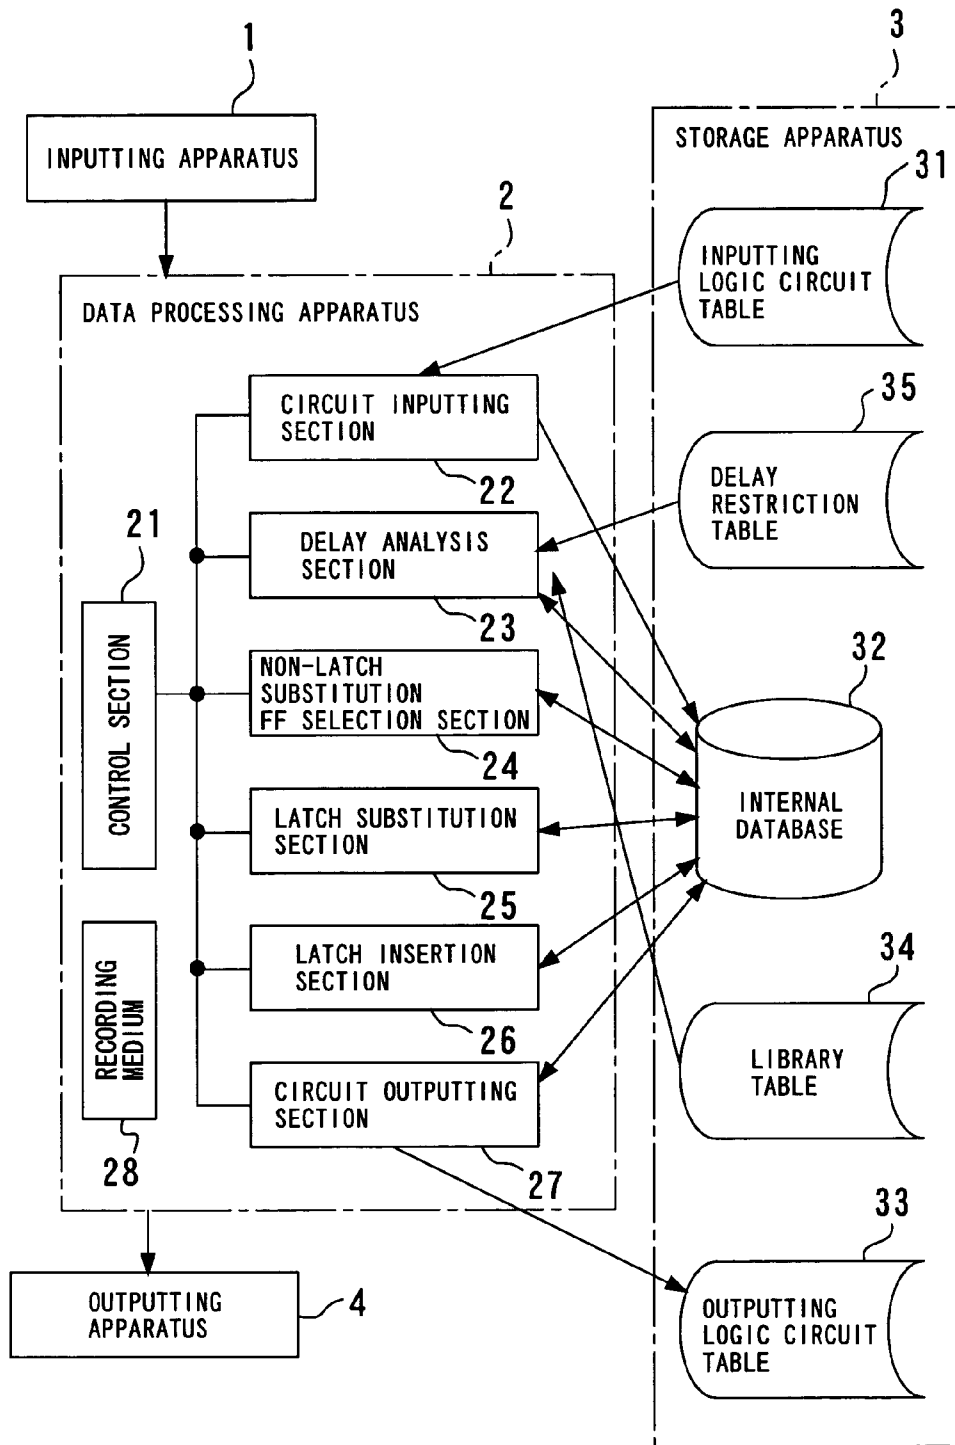 1
INPUTTING APPARATUS
3
STORAGE APPARATUS
31
INPUTTING
LOGIC CIRCUIT
TABLE
2
DATA PROCESSING APPARATUS
CIRCUIT INPUTTING
SECTION
22
35
DELAY
RESTRICTION
TABLE
21
CONTROL SECTION
DELAY ANALYSIS
SECTION
23
NON-LATCH
SUBSTITUTION
FF SELECTION SECTION
24
32
INTERNAL
DATABASE
LATCH SUBSTITUTION
SECTION
25
RECORDING
MEDIUM
28
LATCH INSERTION
SECTION
26
34
LIBRARY
TABLE
CIRCUIT OUTPUTTING
SECTION
27
33
OUTPUTTING
LOGIC CIRCUIT
TABLE
OUTPUTTING
APPARATUS
4